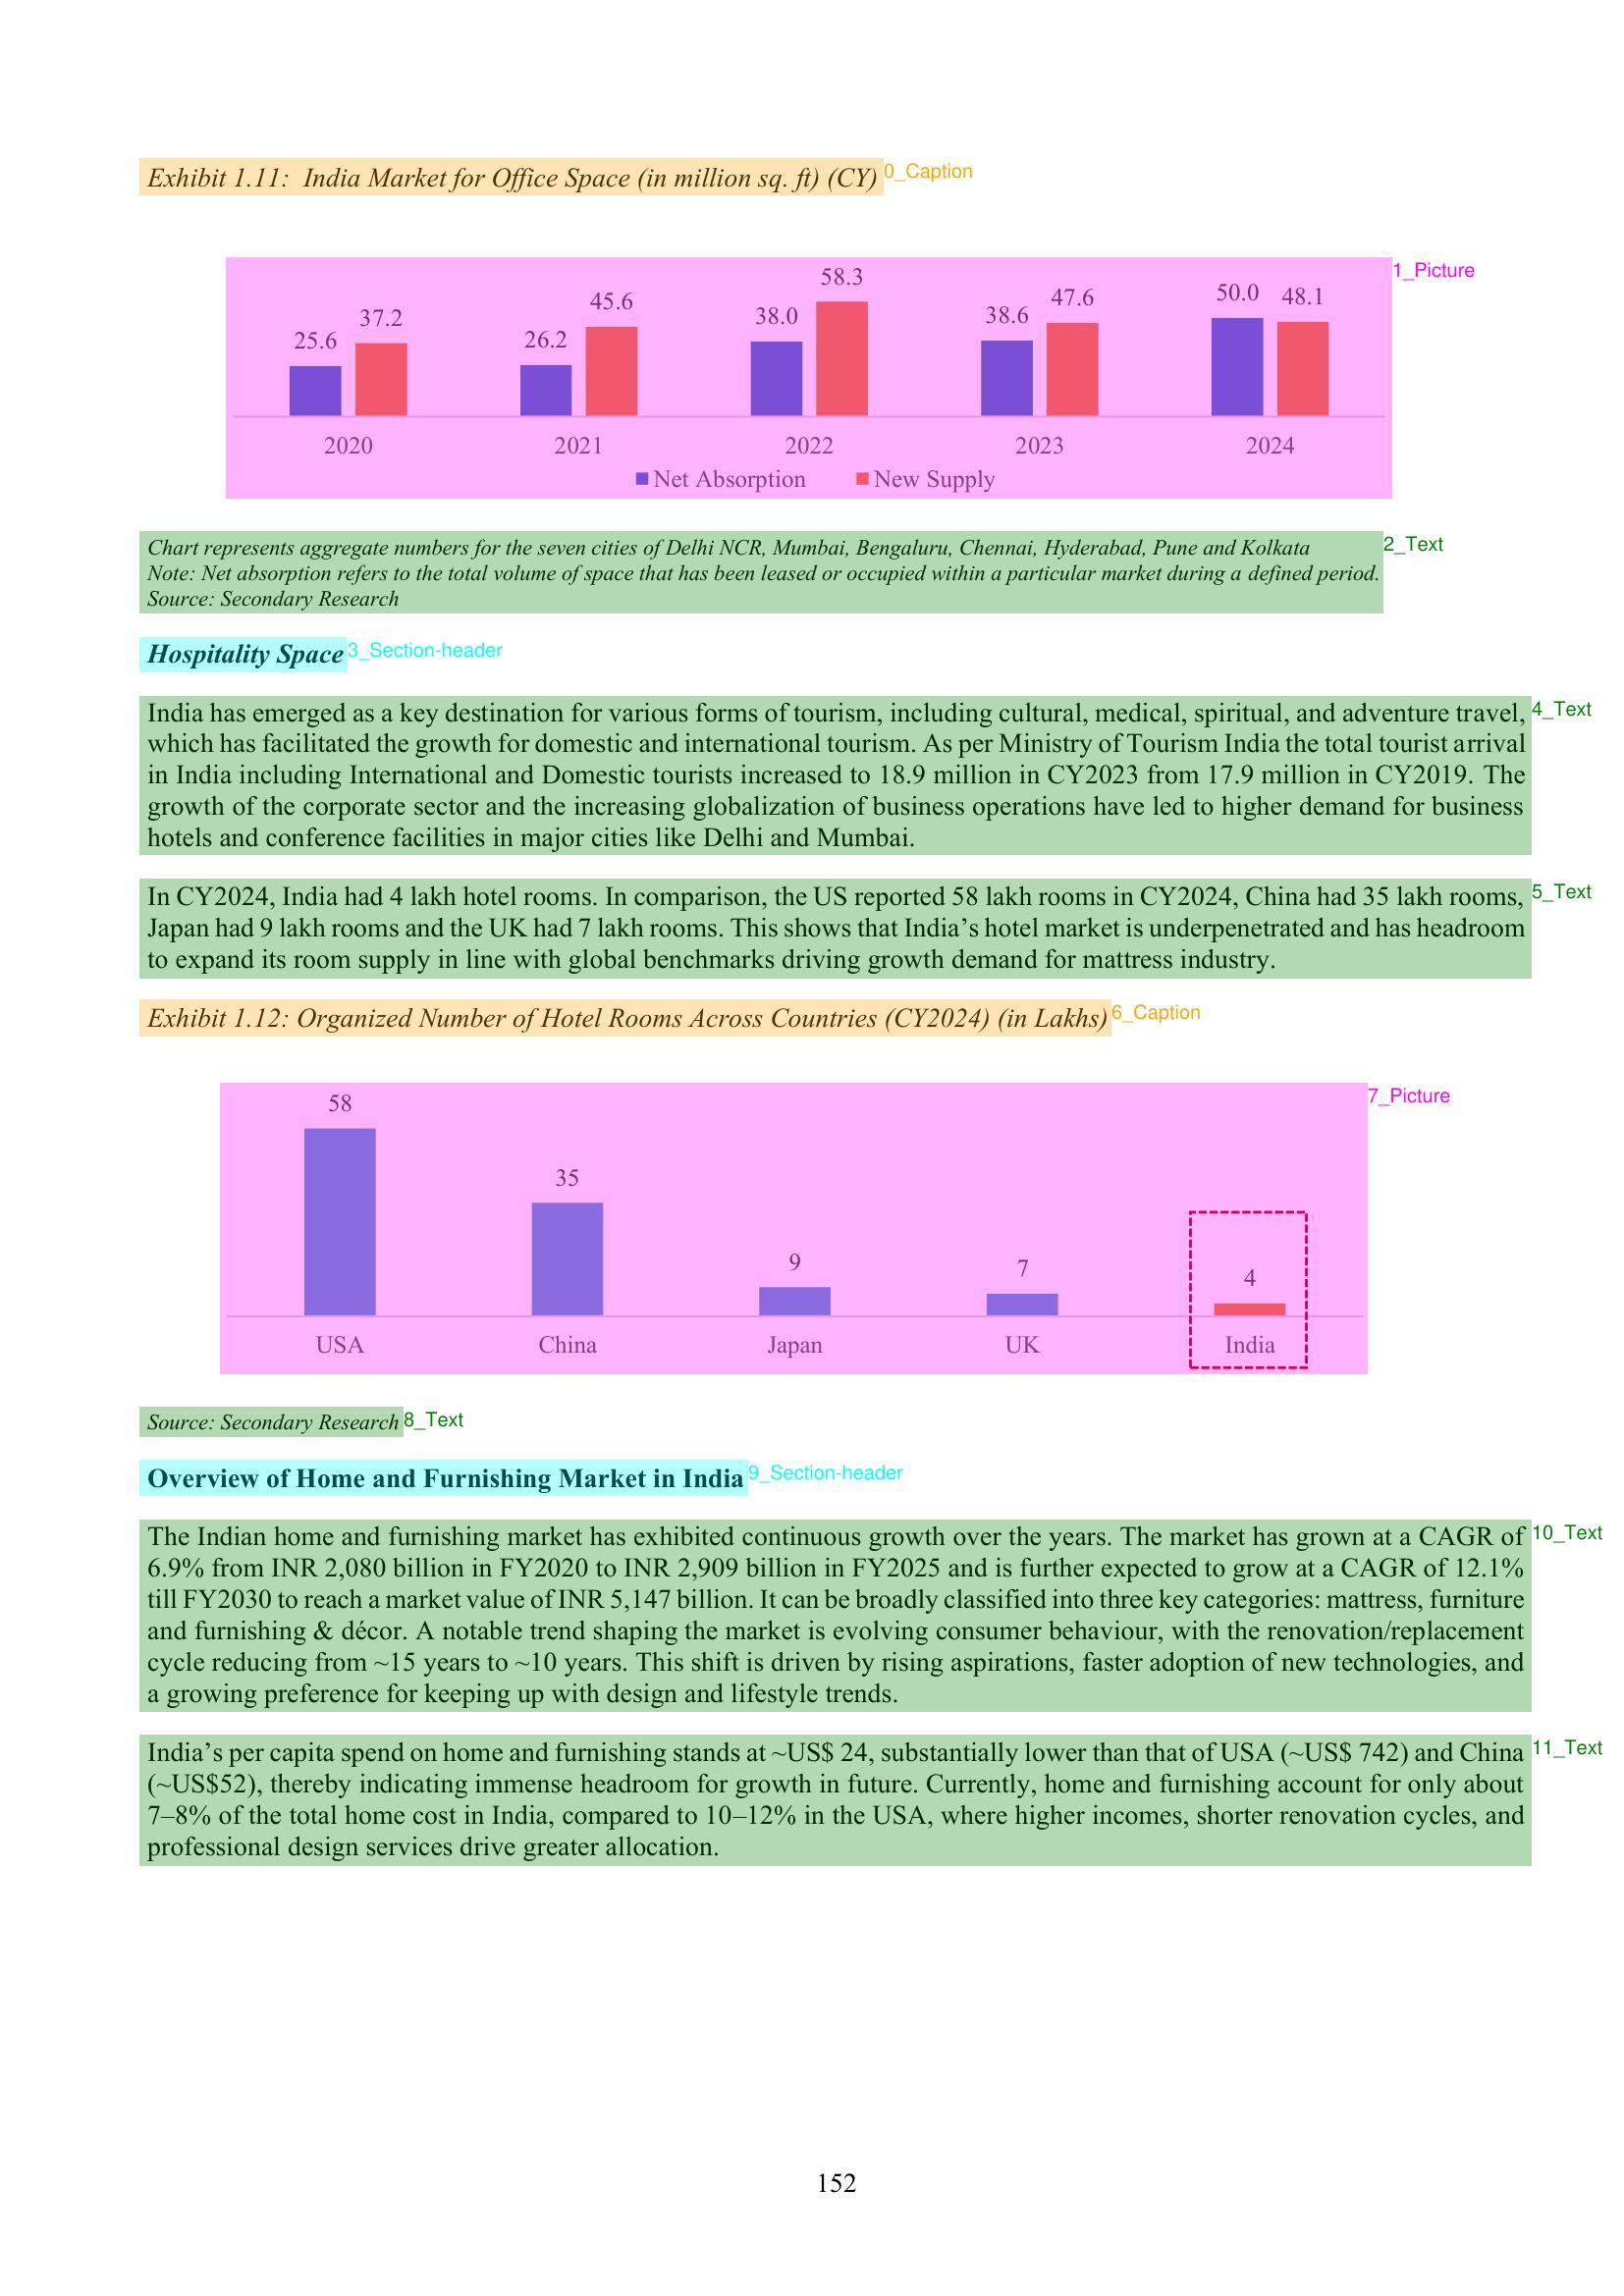 Exhibit 1.11:  India Market for Office Space (in million sq. ft) (CY)
0_Caption
1_Picture
58.3
50.0 48.1
45.6 47.6
37.2 38.0 38.6
25.6 26.2
2020 2021 2022 2023 2024
Net Absorption New Supply
Chart represents aggregate numbers for the seven cities of Delhi NCR, Mumbai, Bengaluru, Chennai, Hyderabad, Pune and Kolkata
2_Text
Note: Net absorption refers to the total volume of space that has been leased or occupied within a particular market during a defined period.
Source: Secondary Research
Hospitality Space
3_Section-header
India has emerged as a key destination for various forms of tourism, including cultural, medical, spiritual, and adventure travel,
4_Text
which has facilitated the growth for domestic and international tourism. As per Ministry of Tourism India the total tourist arrival
in India including International and Domestic tourists increased to 18.9 million in CY2023 from 17.9 million in CY2019. The
growth of the corporate sector and the increasing globalization of business operations have led to higher demand for business
hotels and conference facilities in major cities like Delhi and Mumbai.
In CY2024, India had 4 lakh hotel rooms. In comparison, the US reported 58 lakh rooms in CY2024, China had 35 lakh rooms,
5_Text
Japan had 9 lakh rooms and the UK had 7 lakh rooms. This shows that India’s hotel market is underpenetrated and has headroom
to expand its room supply in line with global benchmarks driving growth demand for mattress industry.
Exhibit 1.12: Organized Number of Hotel Rooms Across Countries (CY2024) (in Lakhs)
6_Caption
7_Picture
58
35
9
7
4
USA China Japan UK India
Source: Secondary Research
8_Text
Overview of Home and Furnishing Market in India
9_Section-header
The Indian home and furnishing market has exhibited continuous growth over the years. The market has grown at a CAGR of
10_Text
6.9% from INR 2,080 billion in FY2020 to INR 2,909 billion in FY2025 and is further expected to grow at a CAGR of 12.1%
till FY2030 to reach a market value of INR 5,147 billion. It can be broadly classified into three key categories: mattress, furniture
and furnishing & décor. A notable trend shaping the market is evolving consumer behaviour, with the renovation/replacement
cycle reducing from ~15 years to ~10 years. This shift is driven by rising aspirations, faster adoption of new technologies, and
a growing preference for keeping up with design and lifestyle trends.
India’s per capita spend on home and furnishing stands at ~US$ 24, substantially lower than that of USA (~US$ 742) and China
11_Text
(~US$52), thereby indicating immense headroom for growth in future. Currently, home and furnishing account for only about
7–8% of the total home cost in India, compared to 10–12% in the USA, where higher incomes, shorter renovation cycles, and
professional design services drive greater allocation.
152